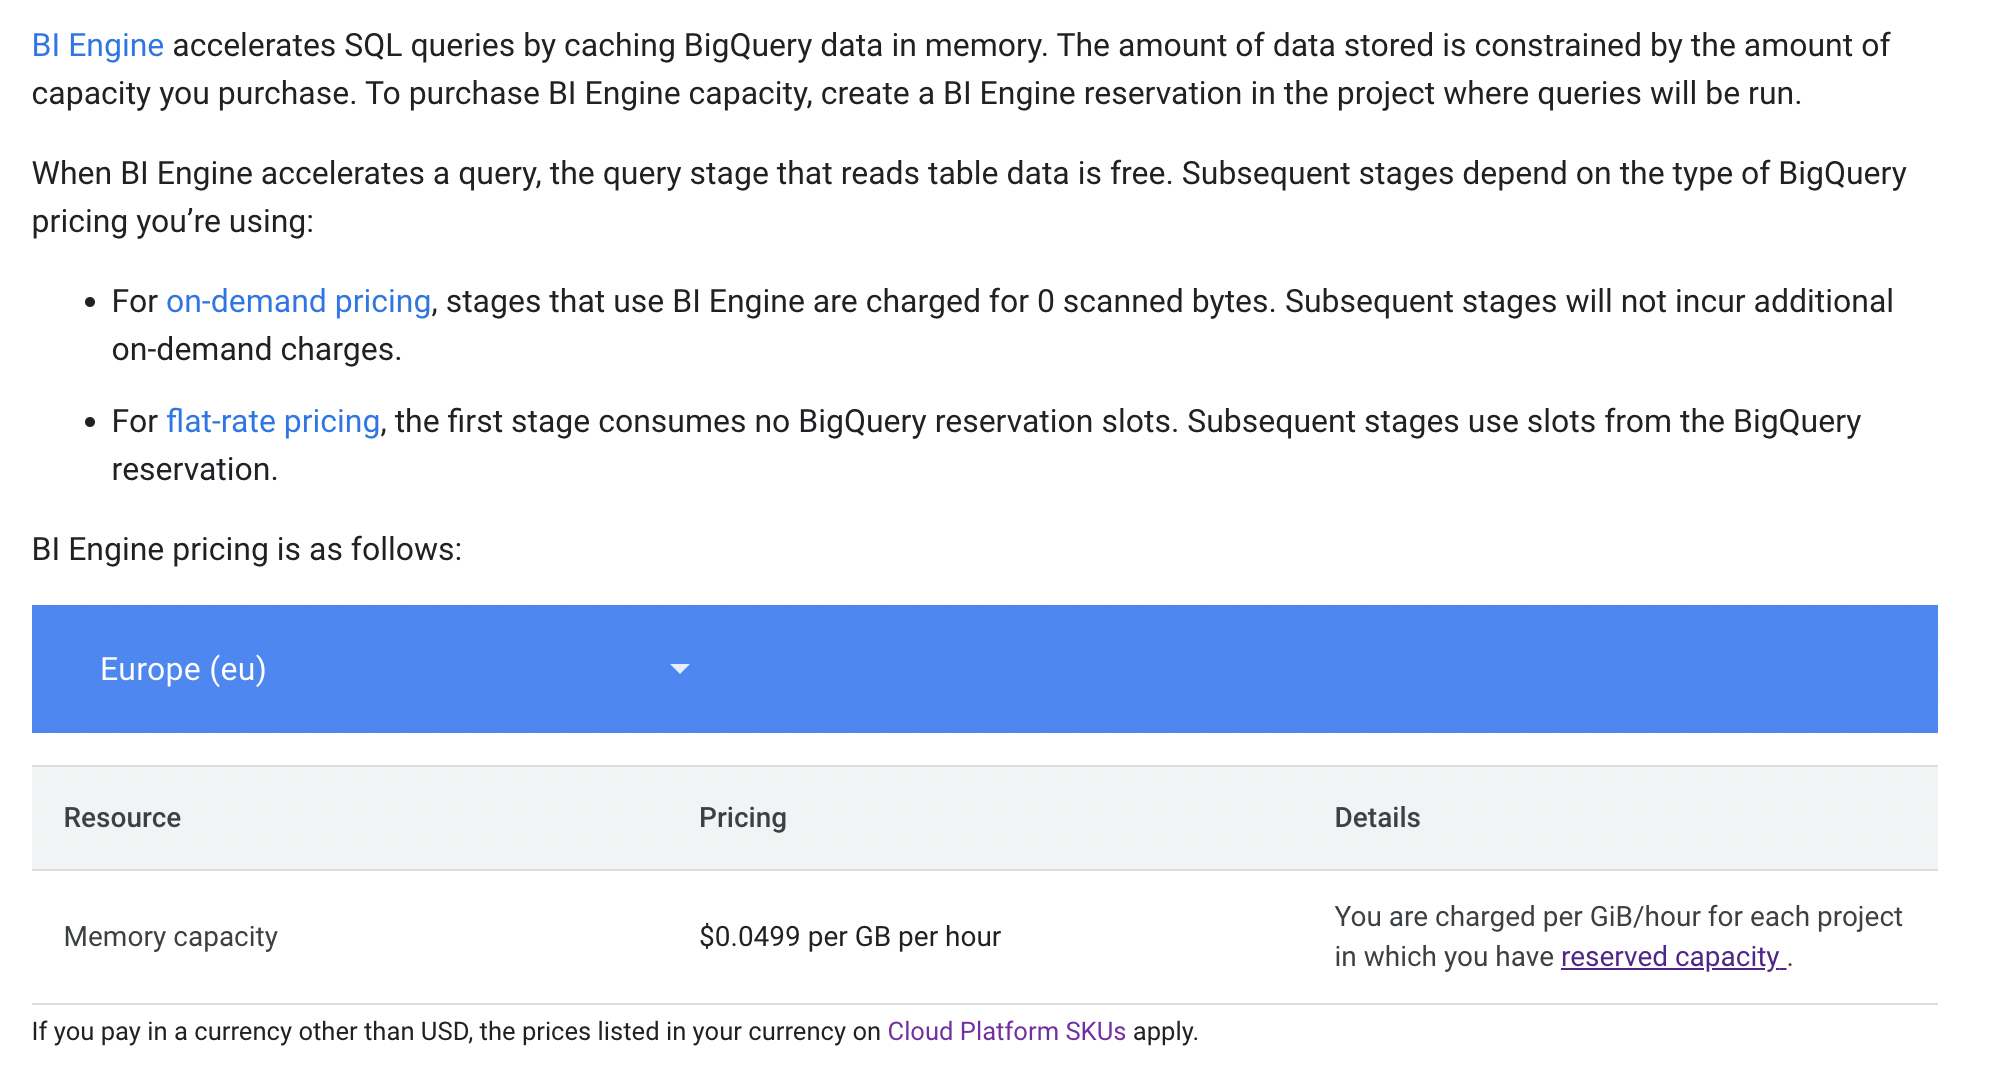 BI Engine accelerates SQL queries by caching BigQuery data in memory. The amount of data stored is constrained by the amount of
capacity you purchase. To purchase BI Engine capacity, create a BI Engine reservation in the project where queries will be run.
When BI Engine accelerates a query, the query stage that reads table data is free. Subsequent stages depend on the type of BigQuery
pricing you’re using:
• For on-demand pricing, stages that use BI Engine are charged for 0 scanned bytes. Subsequent stages will not incur additional
on-demand charges.
• For flat-rate pricing, the first stage consumes no BigQuery reservation slots. Subsequent stages use slots from the BigQuery
reservation.
BI Engine pricing is as follows:
Europe (eu)
Resource Pricing Details
Memory capacity $0.0499 per GB per hour You are charged per GiB/hour for each project
in which you have reserved capacity .
If you pay in a currency other than USD, the prices listed in your currency on Cloud Platform SKUs apply.